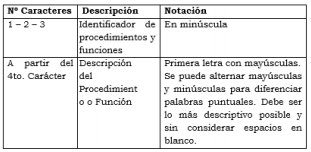 Nº Caracteres Descripción Notación
1 – 2 – 3 Identificador de En minúscula
procedimientos y
funciones
A partir del Descripción Primera letra con mayúsculas.
4to. Carácter del Se puede alternar mayúsculas
Procedimient y minúsculas para diferenciar
o o Función palabras puntuales. Debe ser
lo más descriptivo posible y
sin considerar espacios en
blanco.